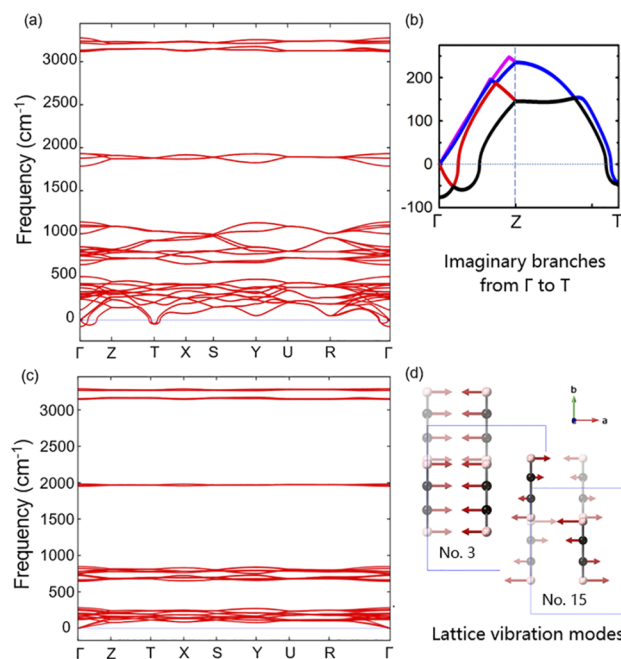 (a)
Frequency (cm-1)
3000
2500
2000
1500
1000
500
0
Γ Z T X S Y U R Γ
(b)
200
100
0
-100
Γ Z T
Imaginary branches
from Γ to T
(c)
Frequency (cm-1)
3000
2500
2000
1500
1000
500
0
Γ Z T X S Y U R Γ
(d)
b
a
No. 3
No. 15
Lattice vibration modes